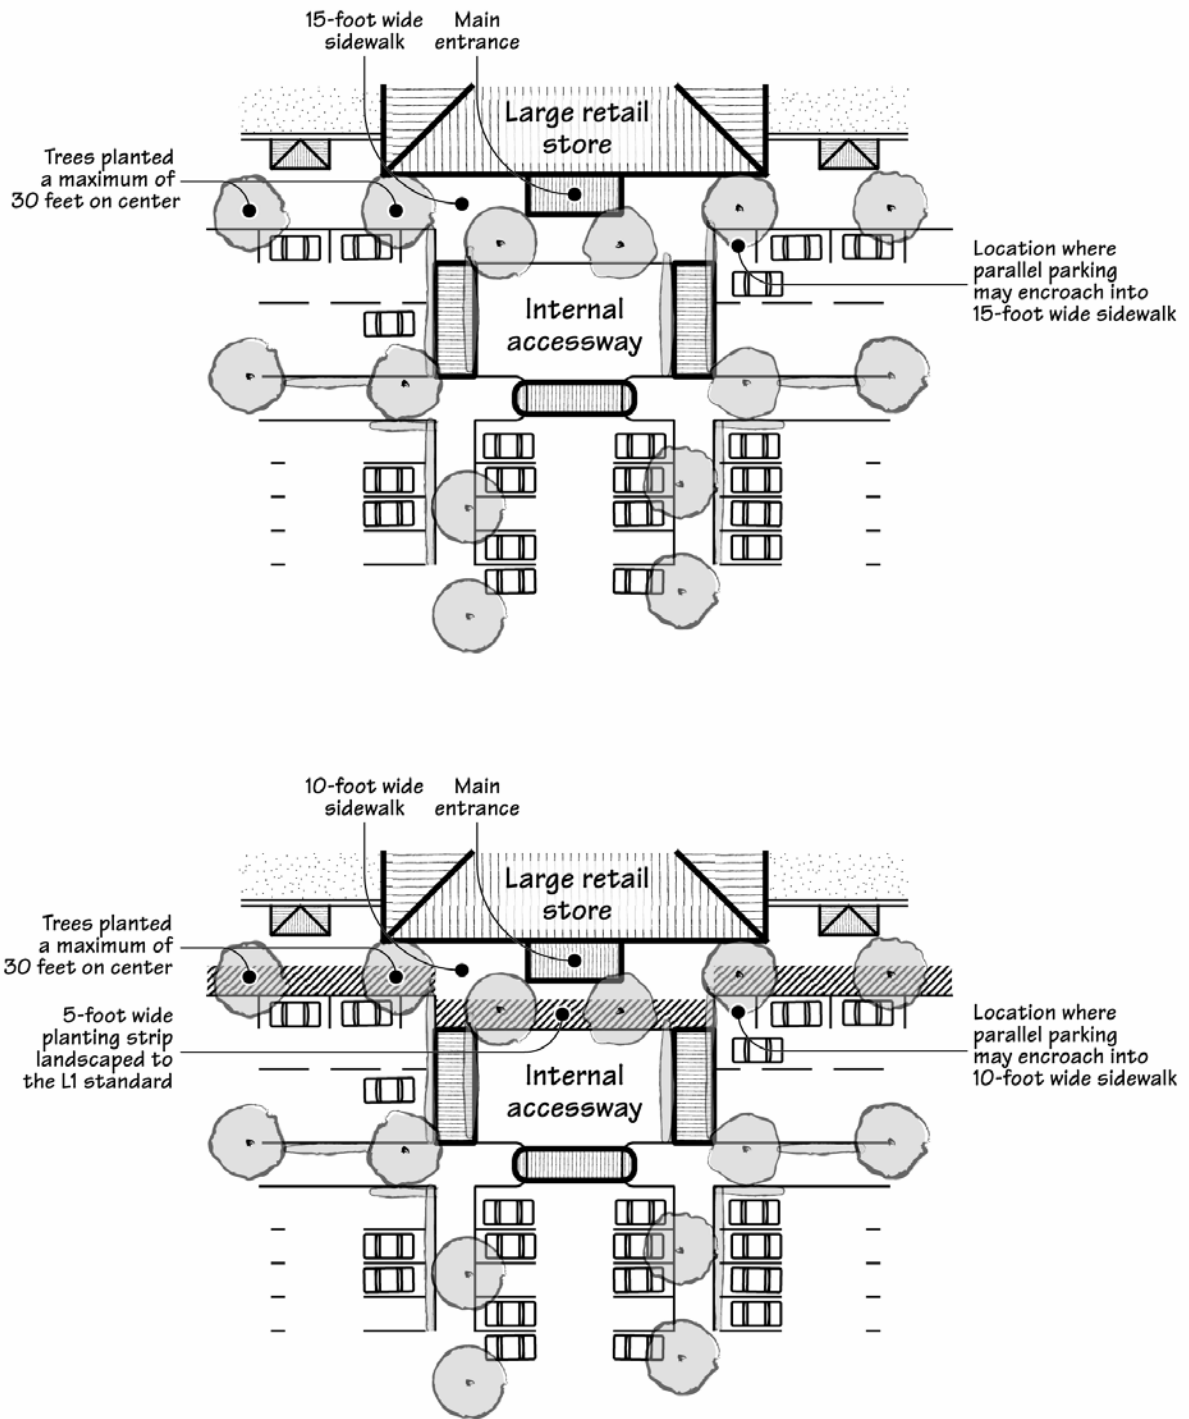 15-foot wide
sidewalk
Main
entrance
Large retail
store
Trees planted
a maximum of
30 feet on center
Location where
parallel parking
may encroach into
15-foot wide sidewalk
Internal
accessway
10-foot wide
sidewalk
Main
entrance
Large retail
store
Trees planted
a maximum of
30 feet on center
5-foot wide
planting strip
landscaped to
the L1 standard
Location where
parallel parking
may encroach into
10-foot wide sidewalk
Internal
accessway